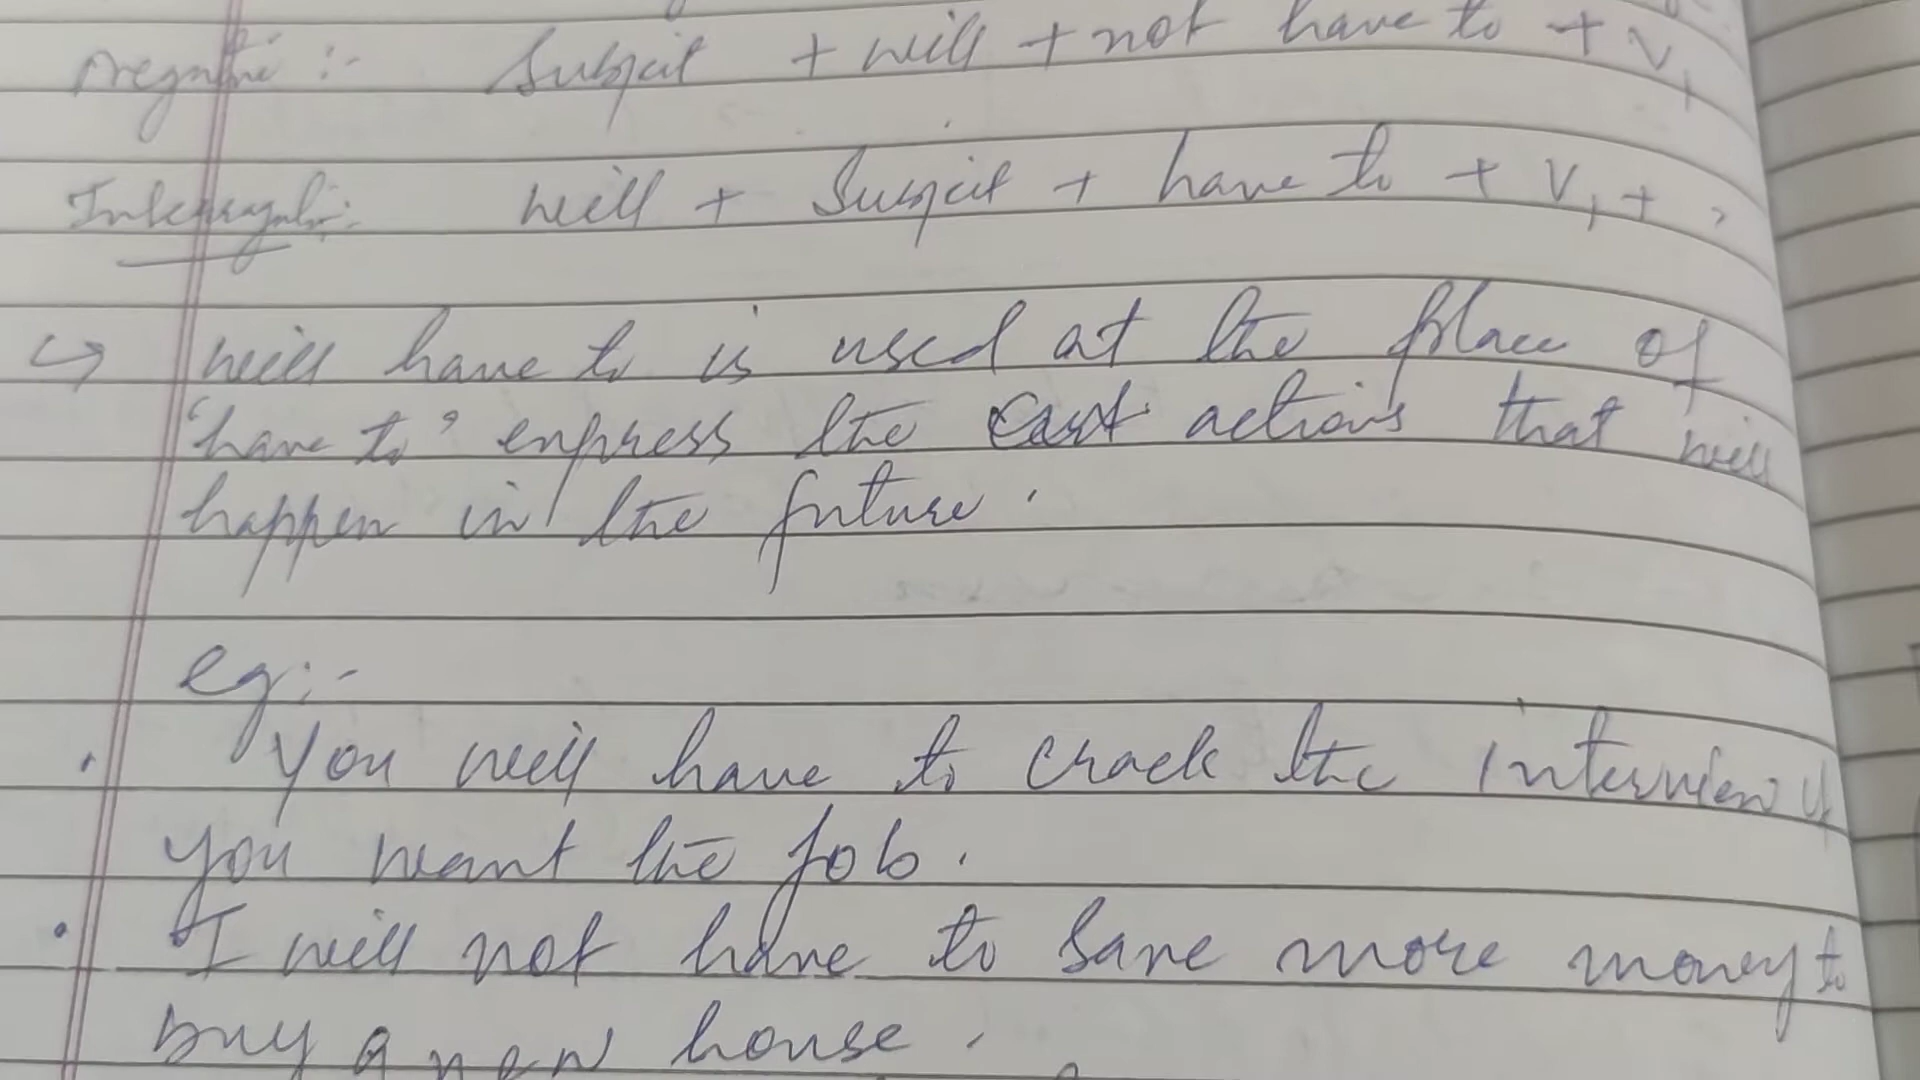 Negative :- Subject + will + not have to + V1
Interrogati:- will + Subject + have to + V1 + ?
↳ will have to is used at the place of
'have to' express the actions that will
happen in the future.
eg:-
. You will have to crack the interview if
you want the job.
. I will not have to save more money to
buy a new house.